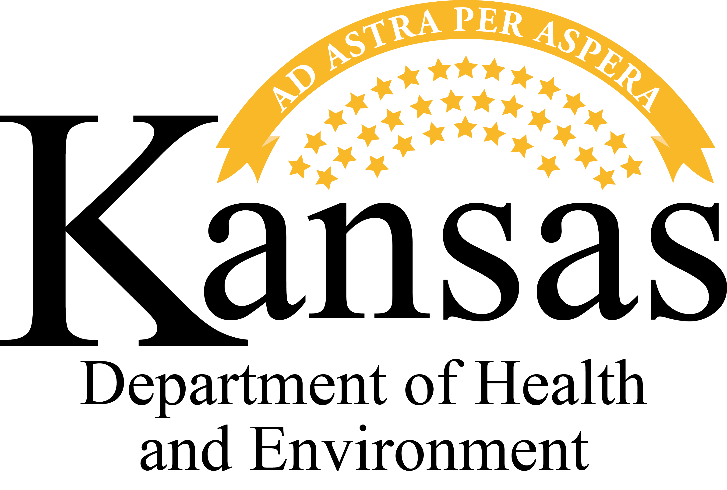 AD ASTRA PER ASPERA
Kansas
Department of Health
and Environment